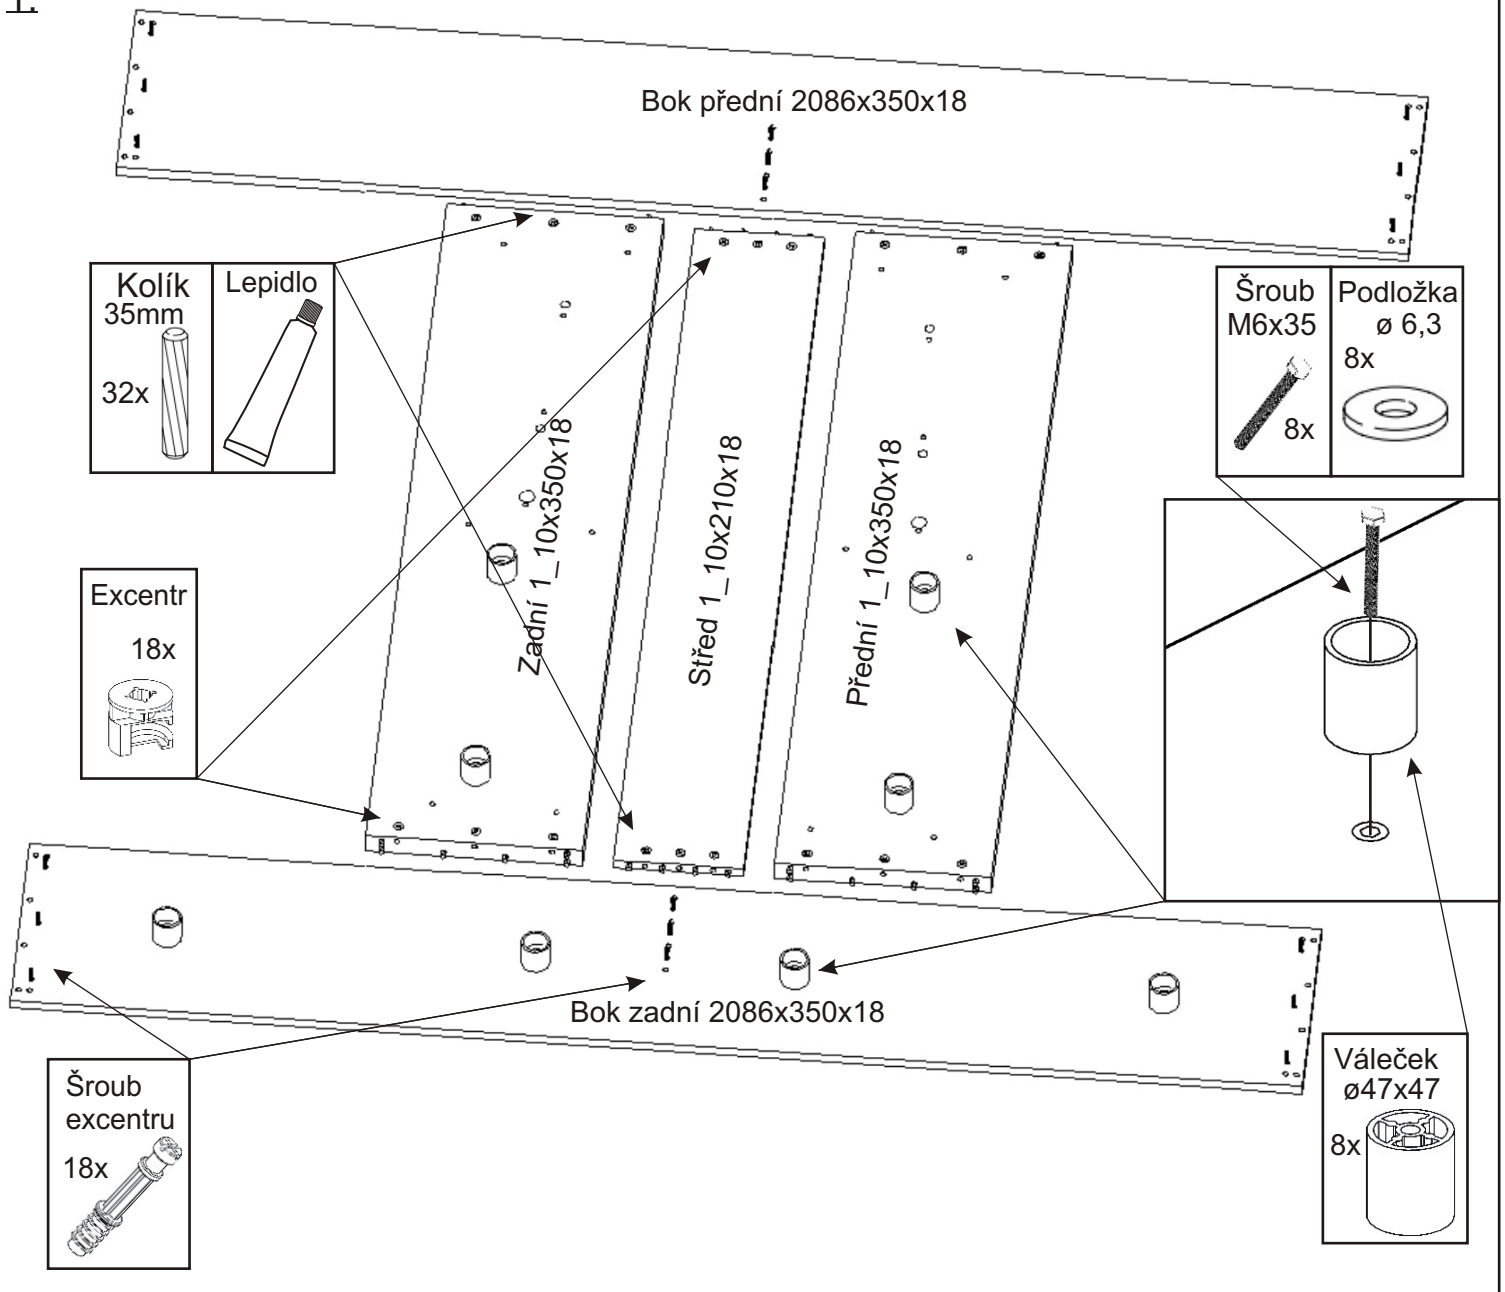 1.
Bok přední 2086x350x18
Kolík
35mm
32x
Lepidlo
Šroub
M6x35
8x
Podložka
ø 6,3
8x
Zadní 1_10x350x18
Střed 1_10x210x18
Přední 1_10x350x18
Excentr
18x
Bok zadní 2086x350x18
Šroub
excentru
18x
Váleček
ø47x47
8x